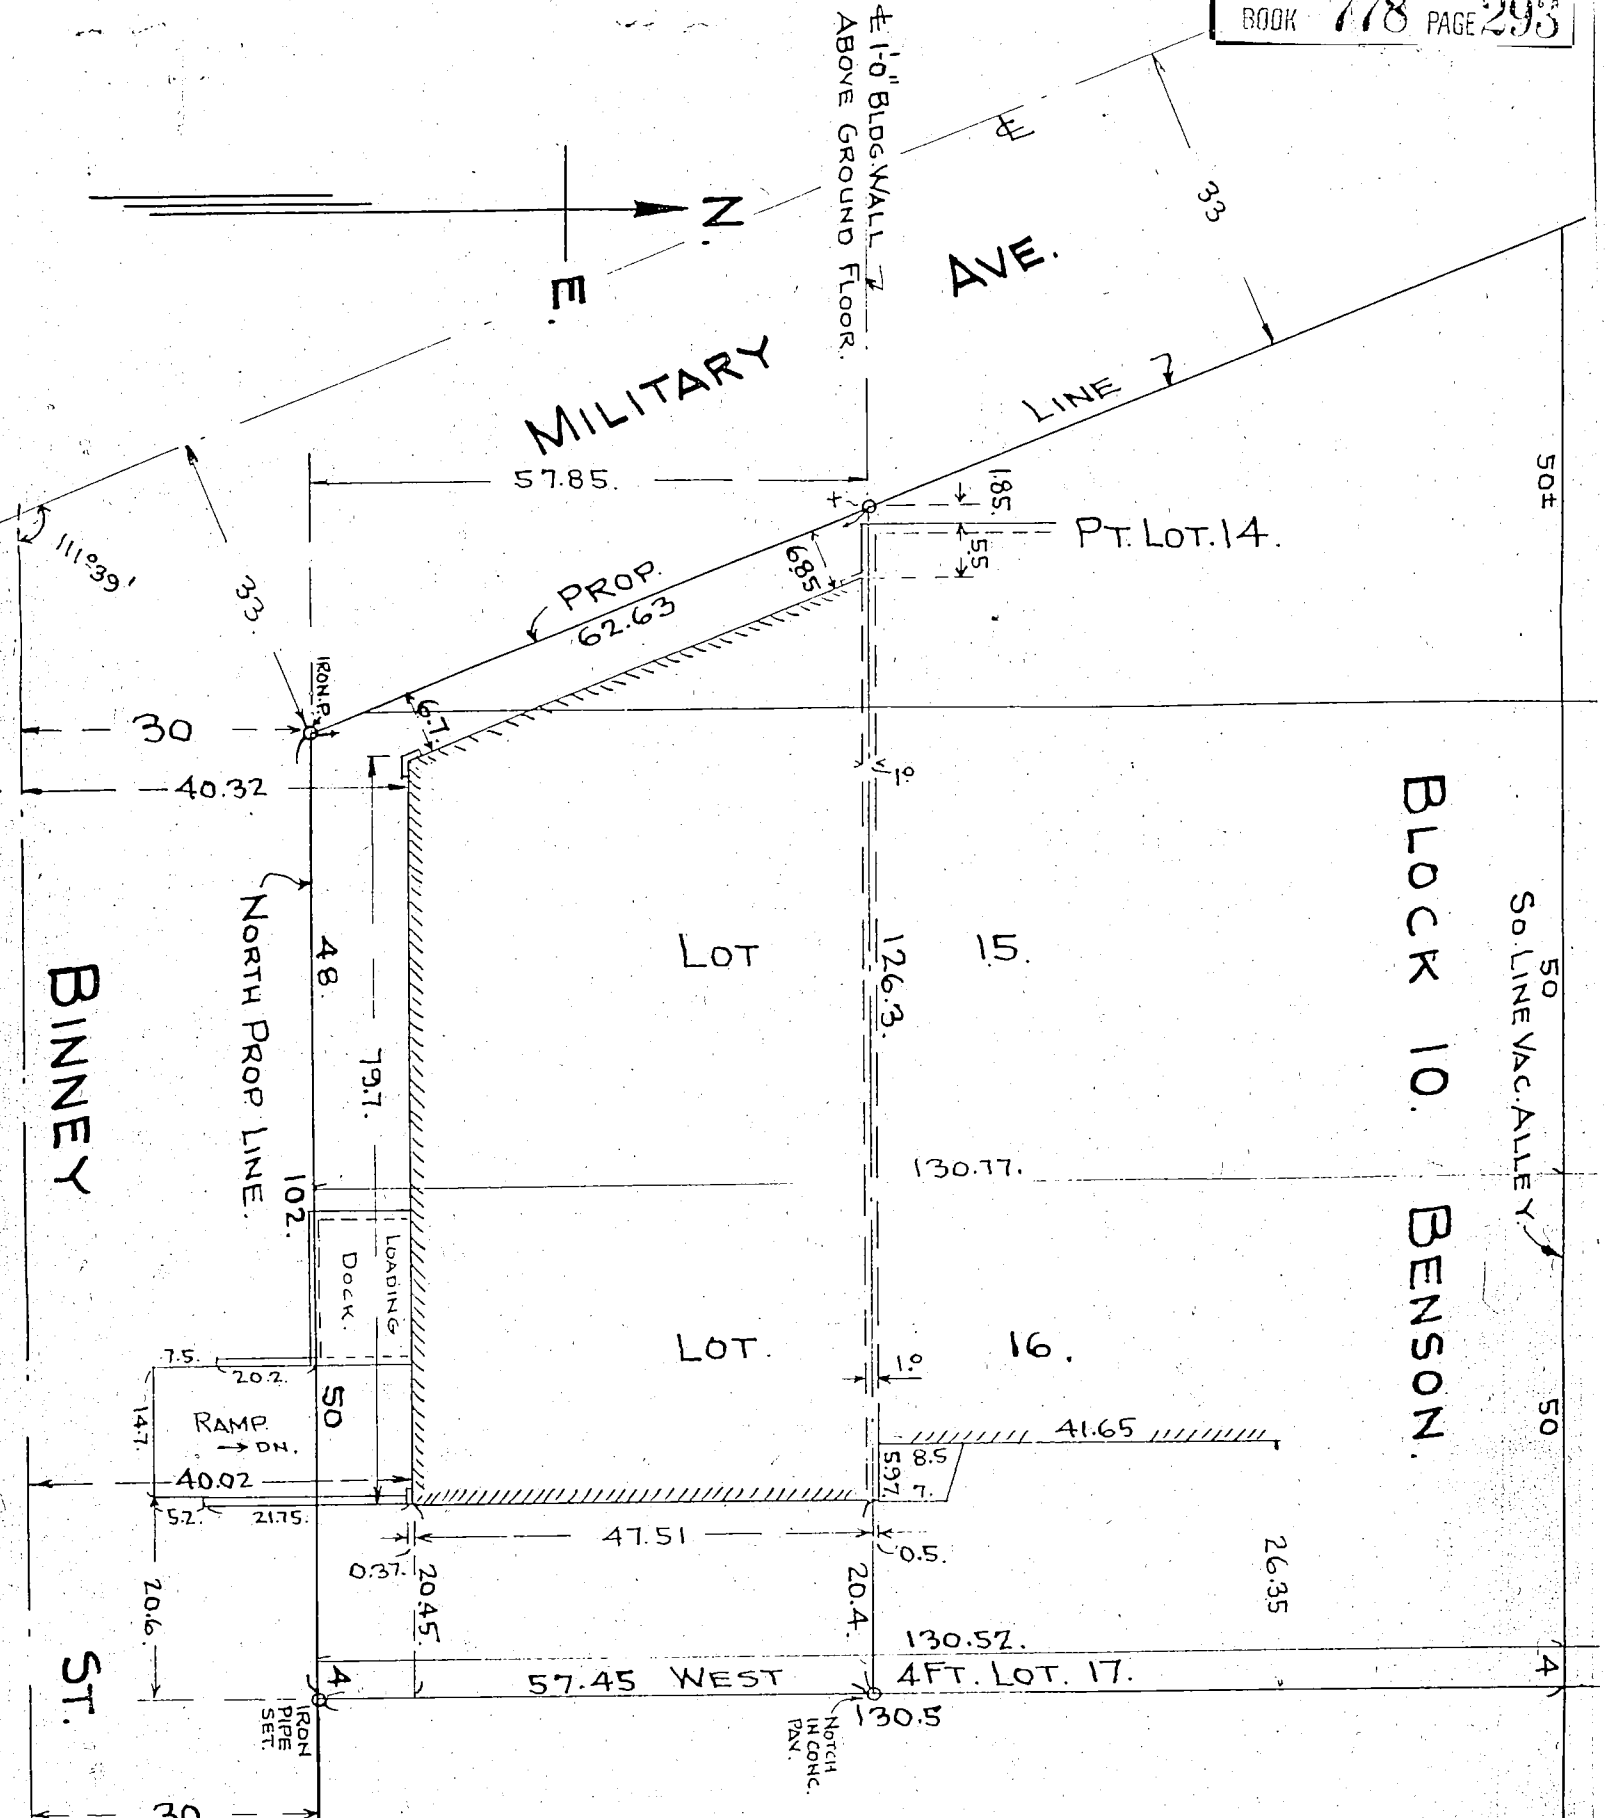 BOOK 778 PAGE 293
℄ 1'-0" BLDG. WALL
ABOVE GROUND FLOOR.
℄
33
N.
E.
AVE.
MILITARY
LINE
57.85.
1.85.
5.5
PT. LOT. 14.
50±
111°39'
33.
PROP.
62.63
6.85
IRON. P.
6.7.
30
40.32
1.0
BLOCK 10. BENSON.
So. LINE VAC. ALLEY.
50
NORTH PROP LINE.
48.
79.7.
LOT 15.
126.3.
BINNEY ST.
130.77.
102.
LOADING
DOCK.
LOT. 16.
1.0
50
7.5.
20.2.
50
14.7.
RAMP.
→ DN.
41.65
8.5
5.97
7.
40.02
5.2.
21.75.
47.51
0.5.
0.37.
20.45.
20.4.
26.35
20.6.
130.52.
4
57.45 WEST 4FT. LOT. 17.
4
130.5
IRON
PIPE
SET.
NOTCH
IN CONC.
PAV.
30